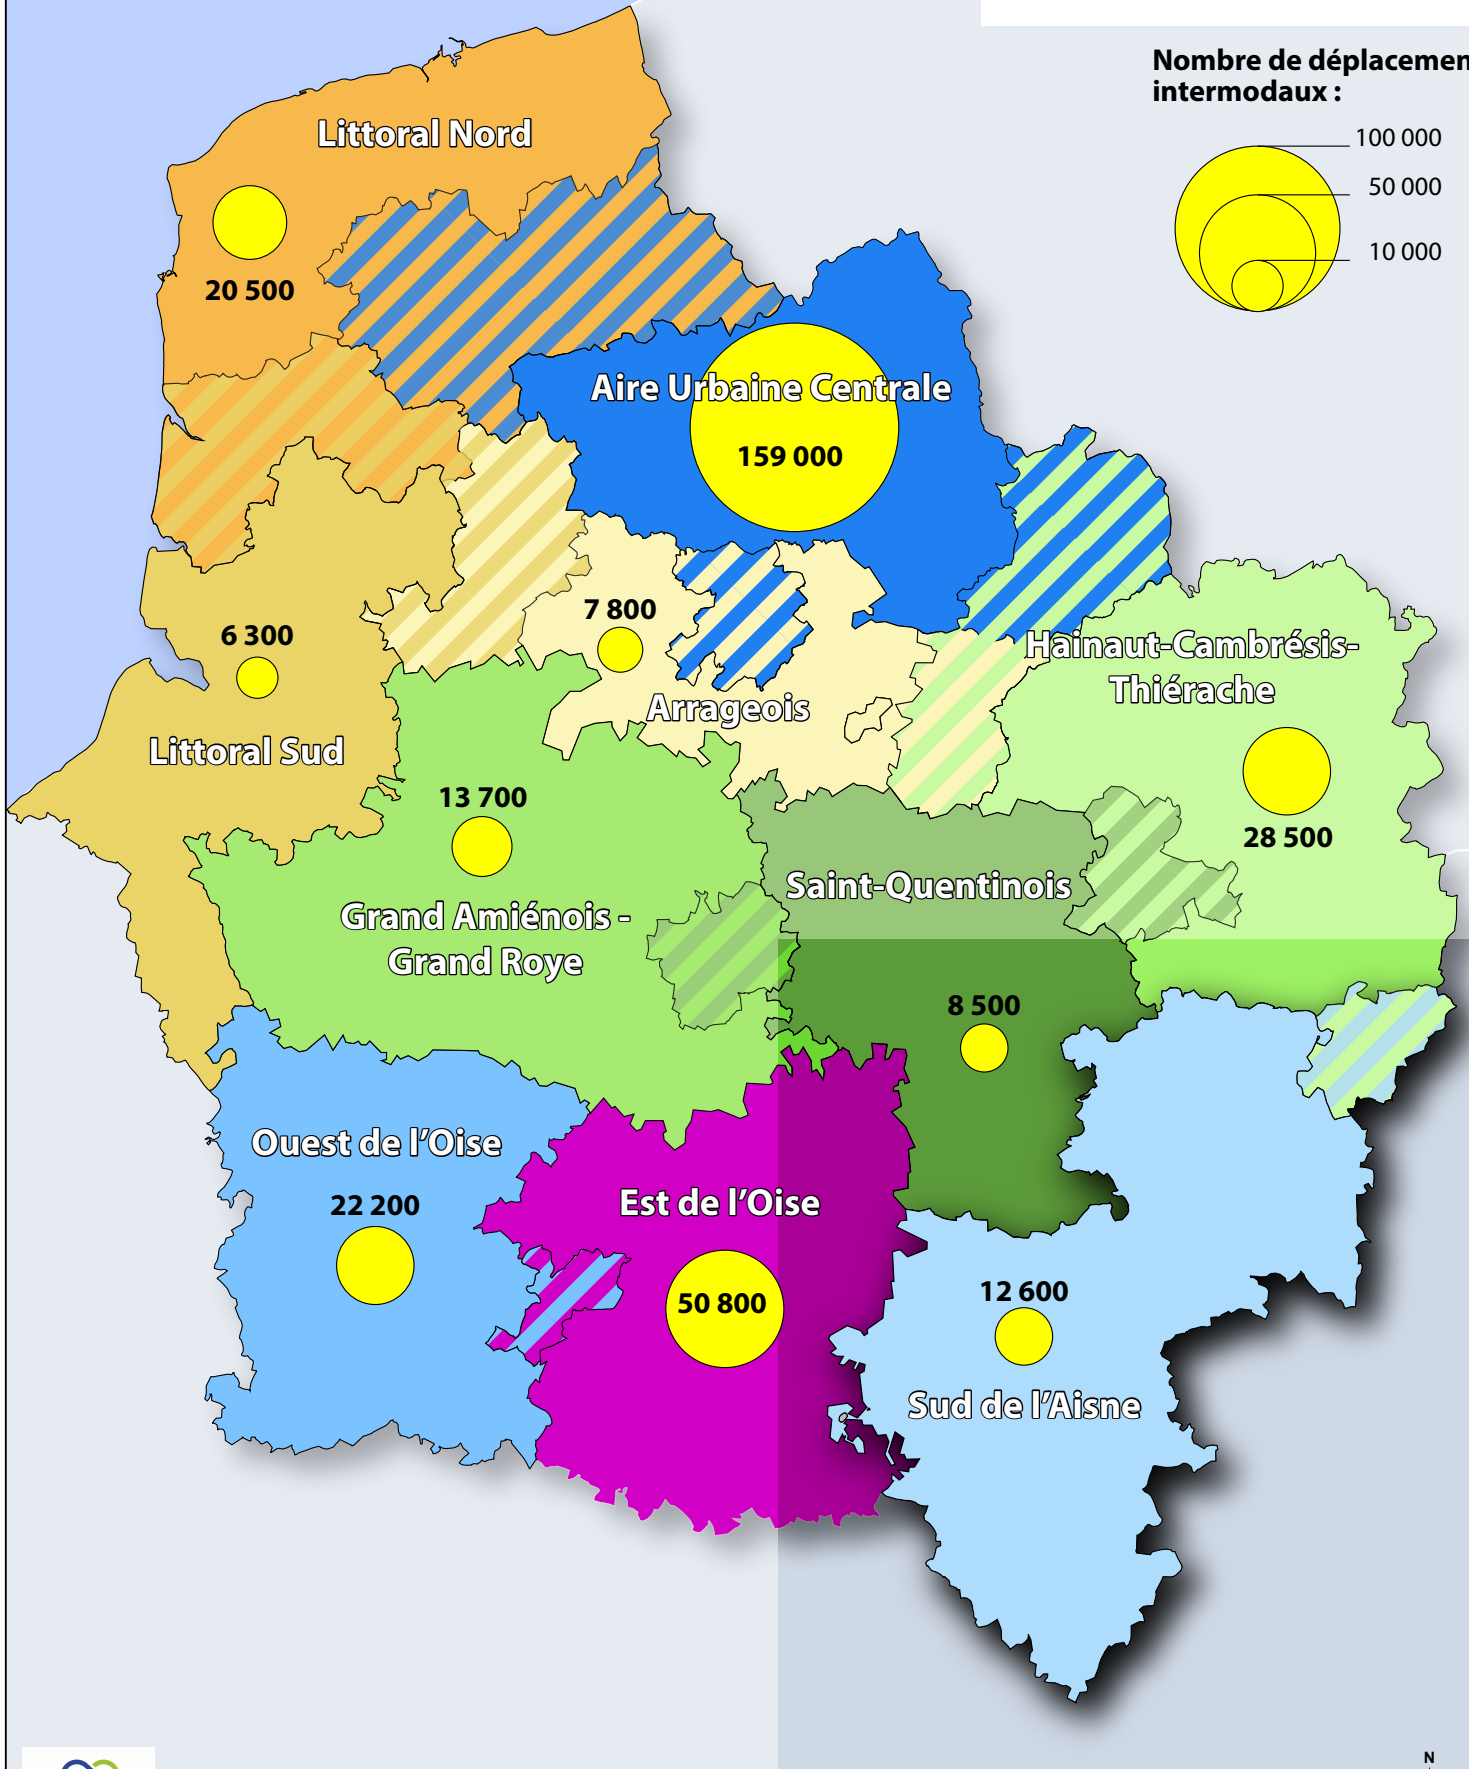 Nombre de déplacemen
intermodaux :
100 000
50 000
10 000
Littoral Nord
20 500
Aire Urbaine Centrale
159 000
7 800
Arrageois
6 300
Littoral Sud
Hainaut-Cambrésis-
Thiérache
28 500
13 700
Grand Amiénois -
Grand Roye
Saint-Quentinois
8 500
Ouest de l'Oise
22 200
Est de l'Oise
50 800
12 600
Sud de l'Aisne
N